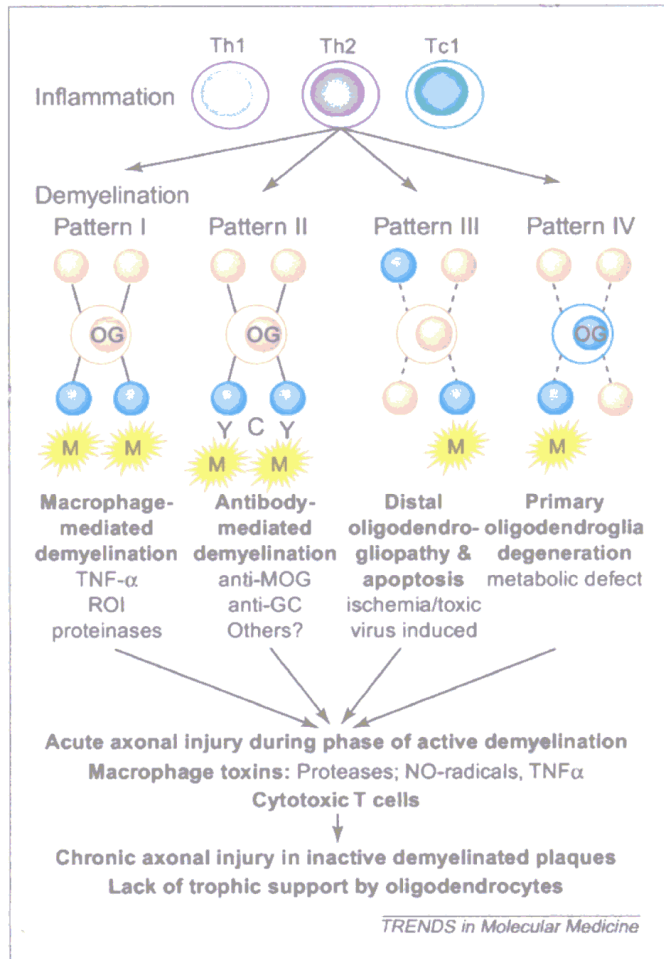 Th1 Th2 Tc1
Inflammation
Demyelination
Pattern I Pattern II Pattern III Pattern IV
OG OG OG
Y C Y
M M M M M M
Macrophage-
mediated
demyelination
TNF-α
ROI
proteinases
Antibody-
mediated
demyelination
anti-MOG
anti-GC
Others?
Distal
oligodendro-
gliopathy &
apoptosis
ischemia/toxic
virus induced
Primary
oligodendroglia
degeneration
metabolic defect
Acute axonal injury during phase of active demyelination
Macrophage toxins: Proteases; NO-radicals, TNFα
Cytotoxic T cells
Chronic axonal injury in inactive demyelinated plaques
Lack of trophic support by oligodendrocytes
TRENDS in Molecular Medicine